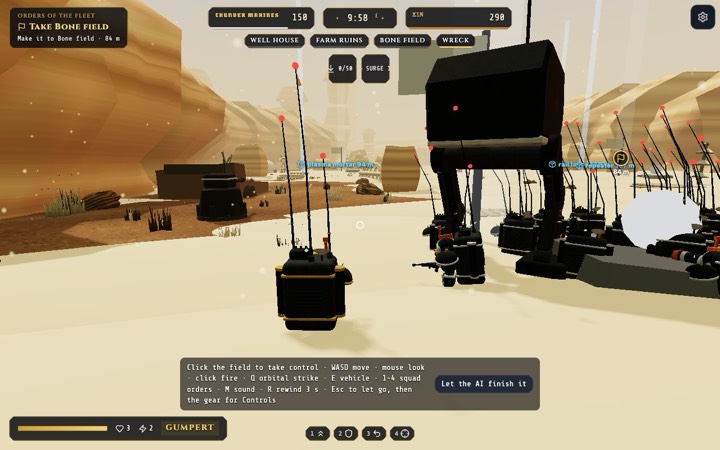 ORDERS OF THE FLEET
TAKE BONE FIELD
Make it to Bone field · 84 m
THUNDER MARINES 150
9:58
XIN 290
WELL HOUSE
FARM RUINS
BONE FIELD
WRECK
0/50
SURGE
plasma mortar 94 m
Click the field to take control · WASD move · mouse look
· click fire · Q orbital strike · E vehicle · 1-4 squad
orders · M sound · R rewind 3 s · Esc to let go, then
the gear for Controls
Let the AI finish it
3
2
GUMPERT
1
2
3
4